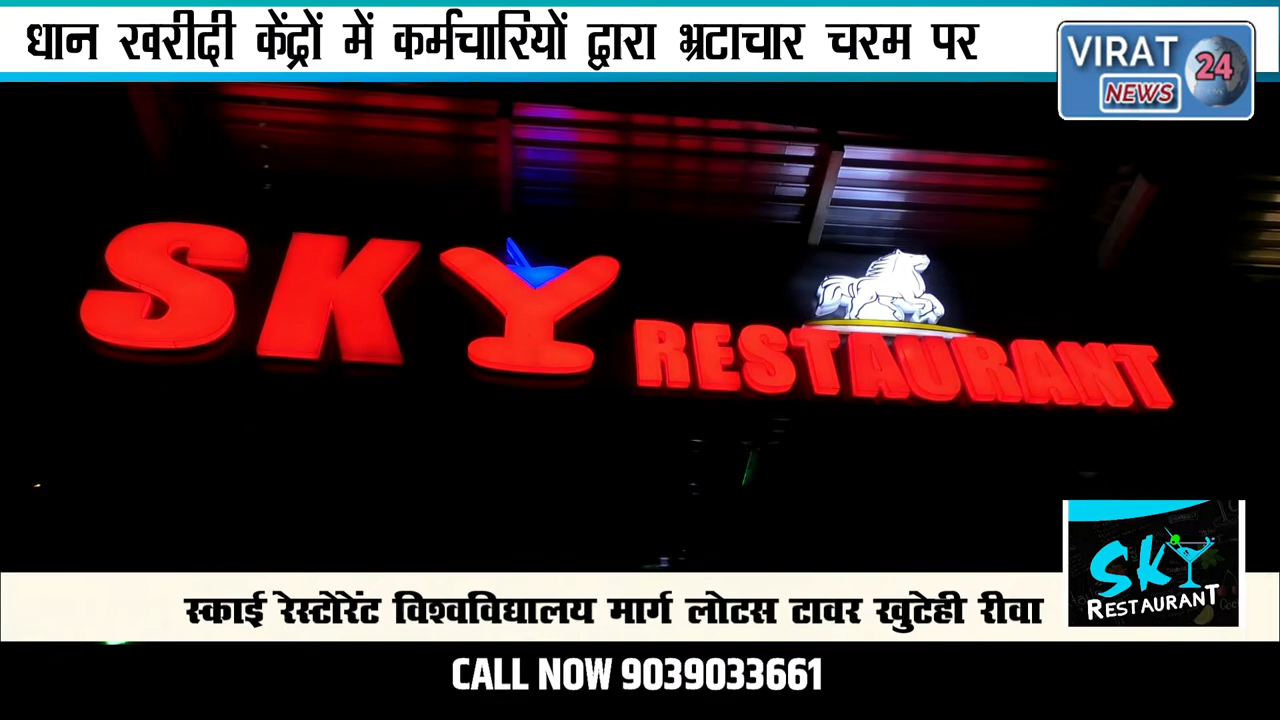 धान खरीदी केंद्रों में कर्मचारियों द्वारा भ्रटाचार चरम पर
VIRAT
24
NEWS
SKY RESTAURANT
SKY
RESTAURANT
स्काई रेस्टोरेंट विश्वविद्यालय मार्ग लोटस टावर खुटेही रीवा
CALL NOW 9039033661